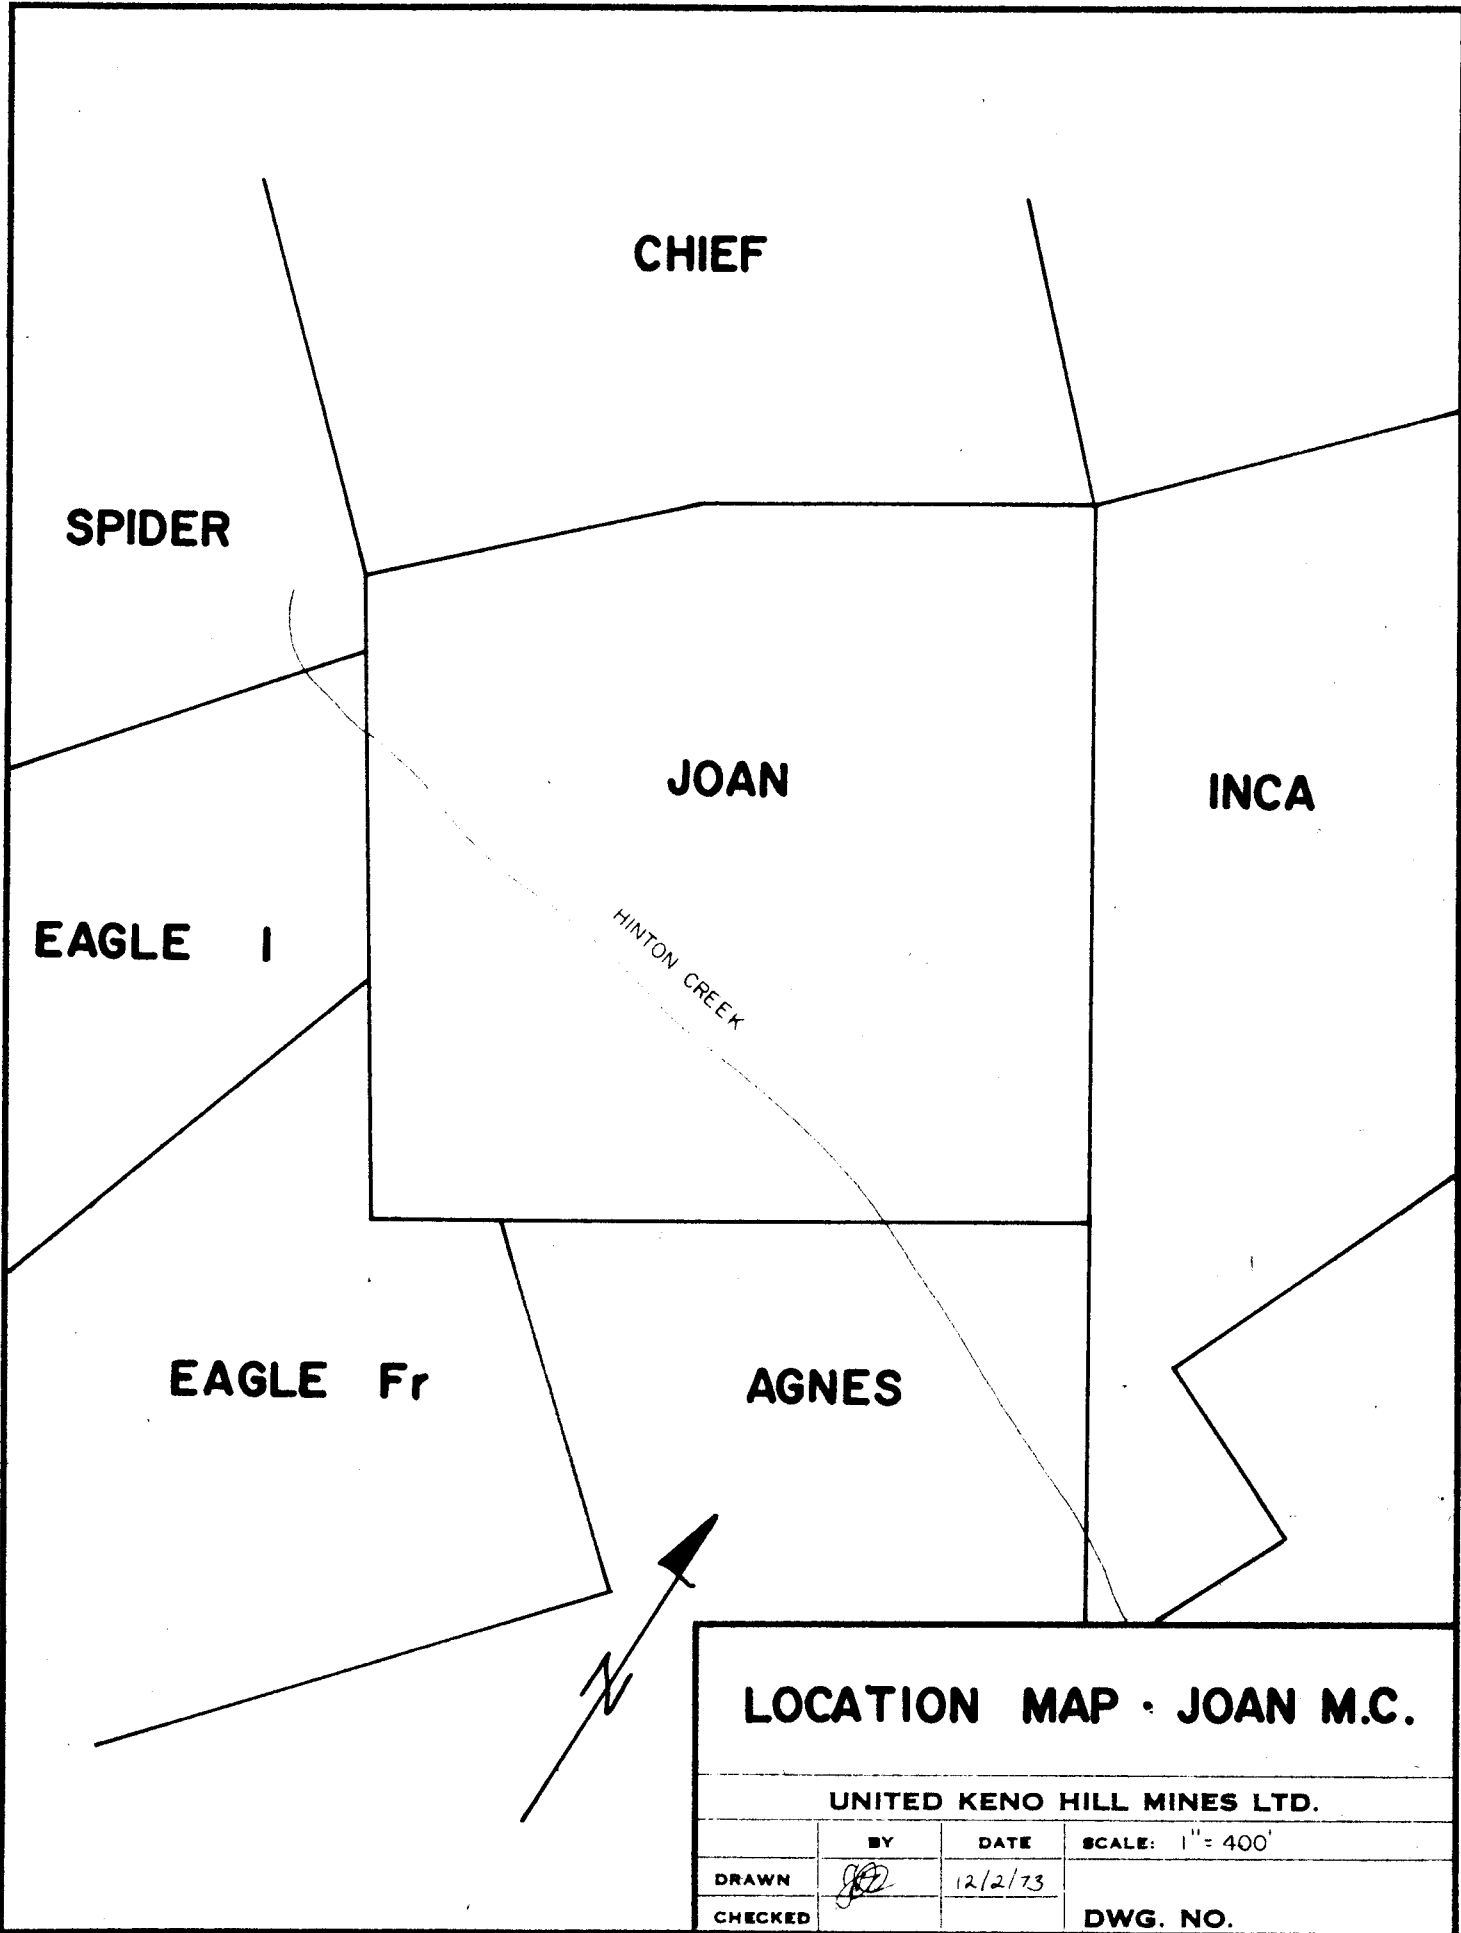 CHIEF
SPIDER
JOAN
INCA
EAGLE 1
HINTON CREEK
EAGLE Fr
AGNES
N
LOCATION MAP · JOAN M.C.
UNITED KENO HILL MINES LTD.
BY DATE SCALE: 1" = 400'
DRAWN 12/2/73
CHECKED DWG. NO.